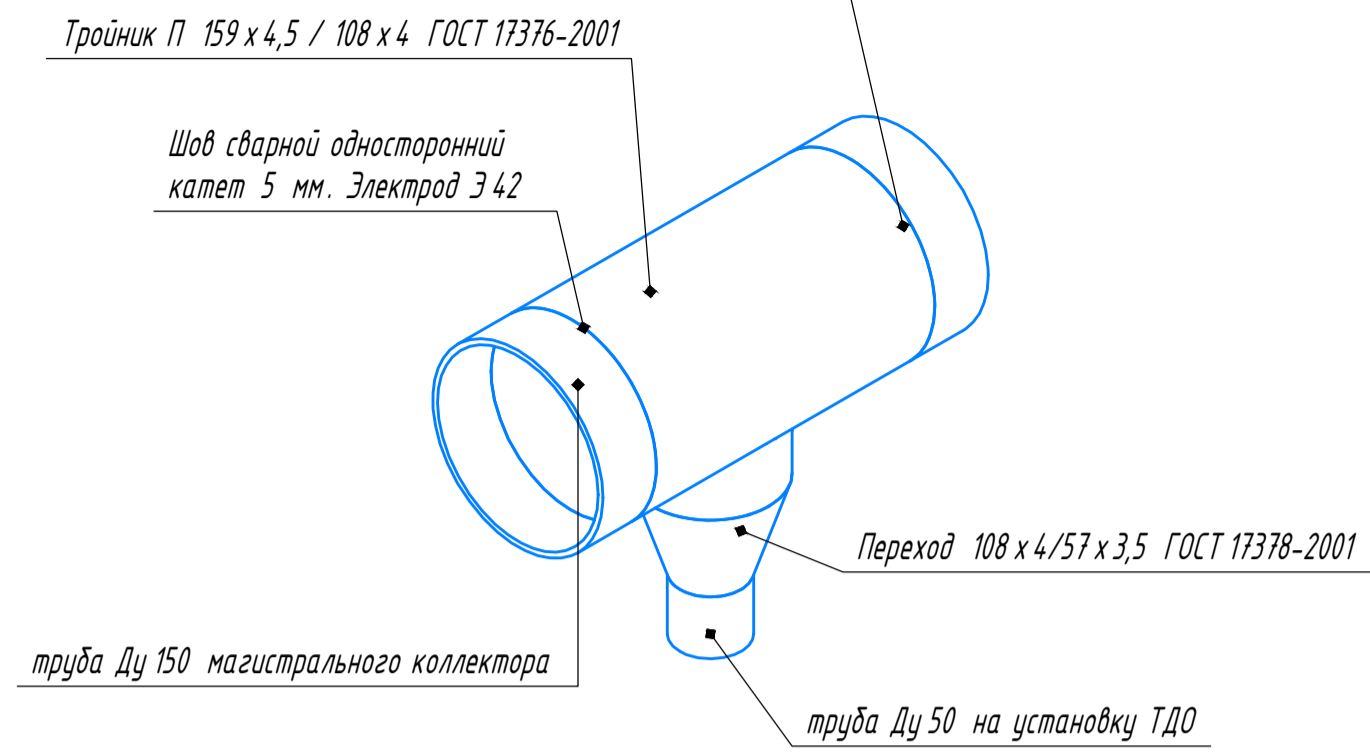 Тройник П 159 х 4,5 / 108 х 4 ГОСТ 17376-2001
Шов сварной односторонний
катет 5 мм. Электрод Э 42
Переход 108 х 4/57 х 3,5 ГОСТ 17378-2001
труба Ду 150 магистрального коллектора
труба Ду 50 на установку ТДО